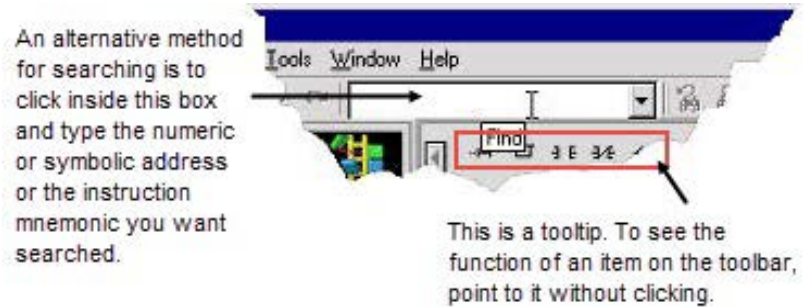 An alternative method
for searching is to
click inside this box
and type the numeric
or symbolic address
or the instruction
mnemonic you want
searched.
Tools Window Help
Find
This is a tooltip. To see the
function of an item on the toolbar,
point to it without clicking.